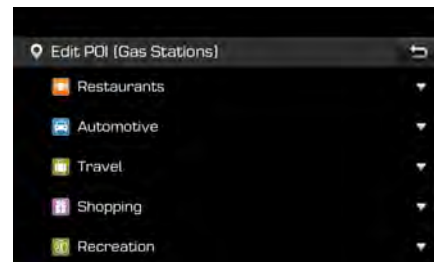 Edit POI (Gas Stations)
Restaurants
Automotive
Travel
Shopping
Recreation